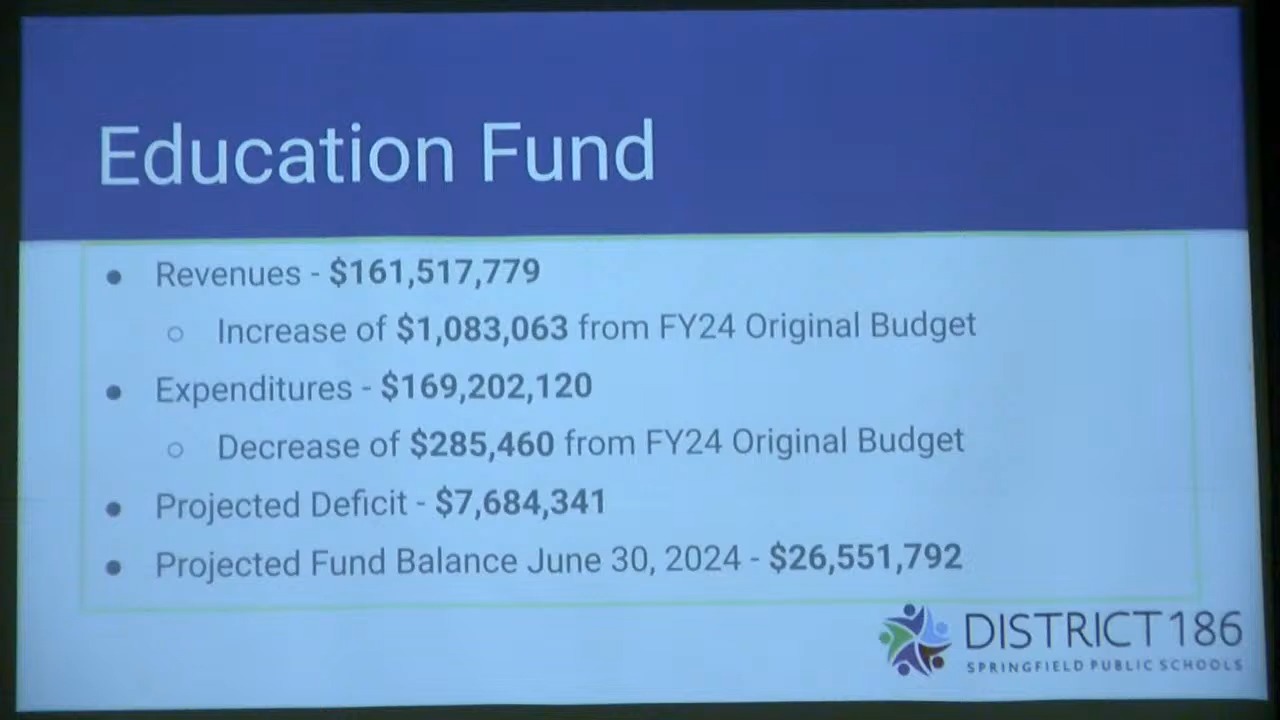 Education Fund
● Revenues - $161,517,779
○ Increase of $1,083,063 from FY24 Original Budget
● Expenditures - $169,202,120
○ Decrease of $285,460 from FY24 Original Budget
● Projected Deficit - $7,684,341
● Projected Fund Balance June 30, 2024 - $26,551,792
DISTRICT 186
SPRINGFIELD PUBLIC SCHOOLS